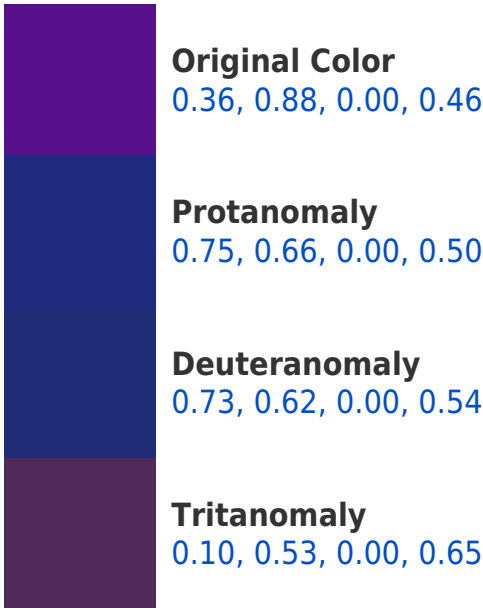 Original Color
0.36, 0.88, 0.00, 0.46
Protanomaly
0.75, 0.66, 0.00, 0.50
Deuteranomaly
0.73, 0.62, 0.00, 0.54
Tritanomaly
0.10, 0.53, 0.00, 0.65